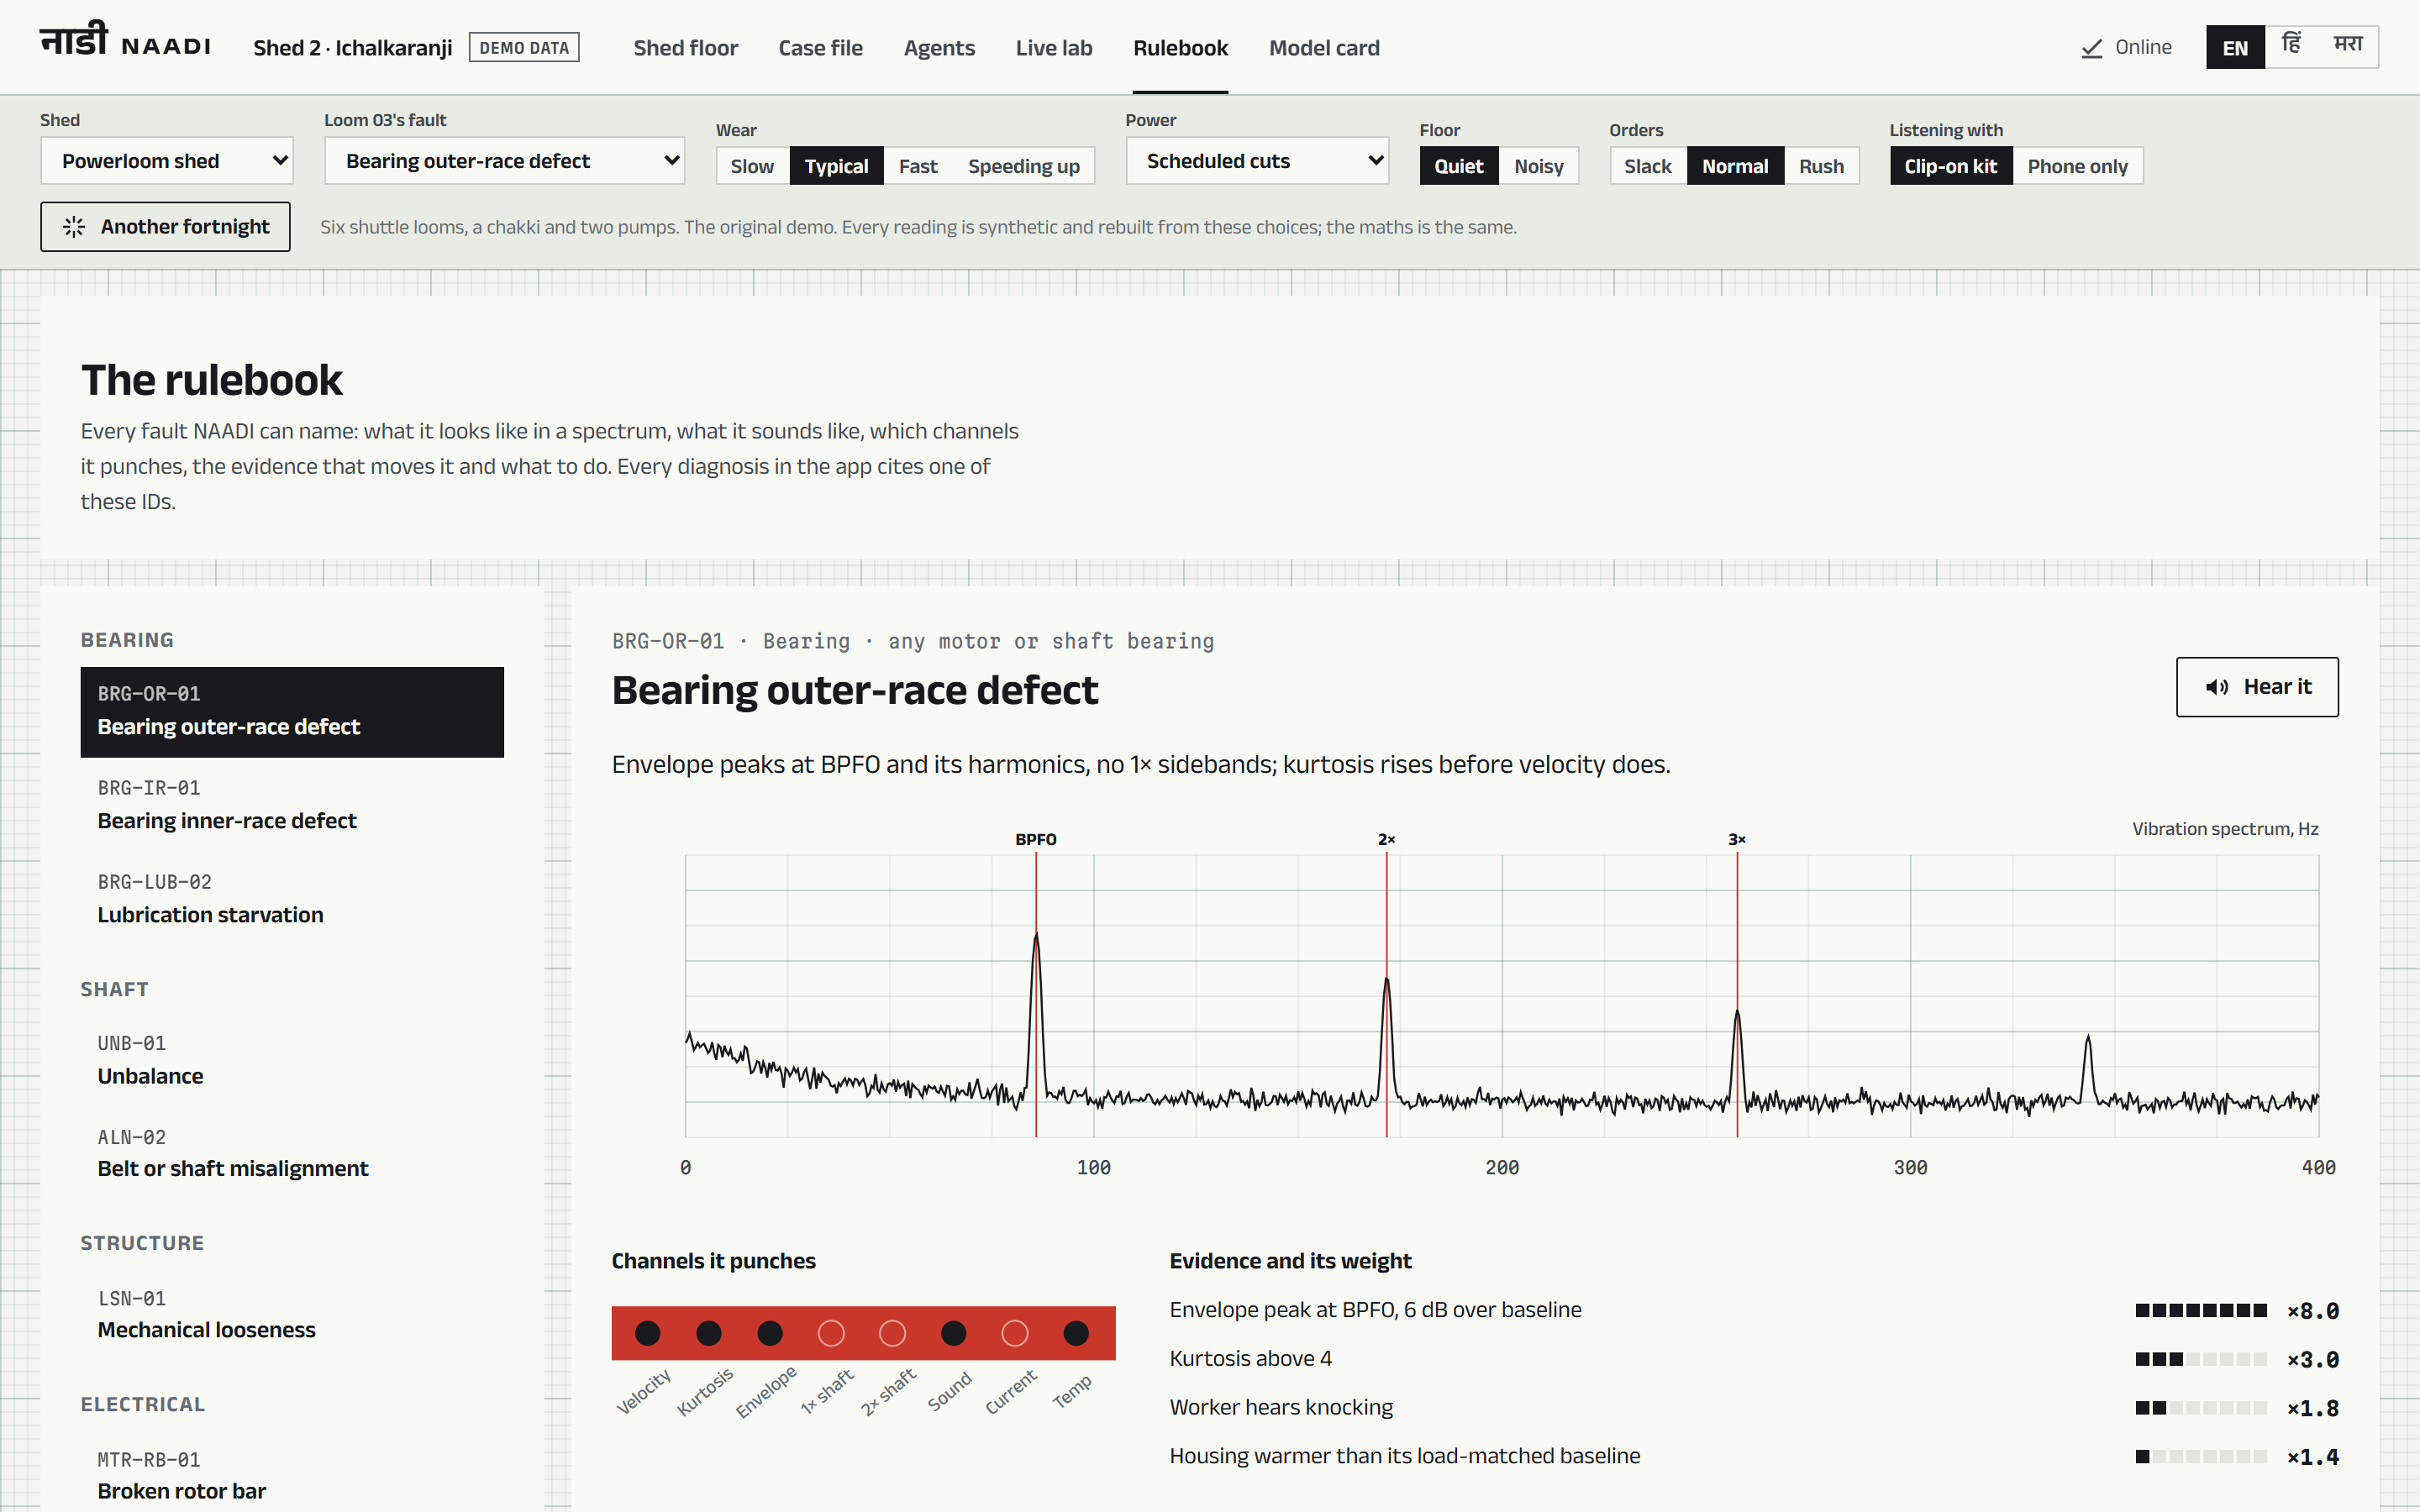 नाडी NAADI
Shed 2 · Ichalkaranji
DEMO DATA
Shed floor
Case file
Agents
Live lab
Rulebook
Model card
Online
EN
हिं
मरा
Shed
Powerloom shed
Loom 03's fault
Bearing outer-race defect
Wear
Slow
Typical
Fast
Speeding up
Power
Scheduled cuts
Floor
Quiet
Noisy
Orders
Slack
Normal
Rush
Listening with
Clip-on kit
Phone only
Another fortnight
Six shuttle looms, a chakki and two pumps. The original demo. Every reading is synthetic and rebuilt from these choices; the maths is the same.
The rulebook
Every fault NAADI can name: what it looks like in a spectrum, what it sounds like, which channels
it punches, the evidence that moves it and what to do. Every diagnosis in the app cites one of
these IDs.
BEARING
BRG-OR-01
Bearing outer-race defect
BRG-IR-01
Bearing inner-race defect
BRG-LUB-02
Lubrication starvation
SHAFT
UNB-01
Unbalance
ALN-02
Belt or shaft misalignment
STRUCTURE
LSN-01
Mechanical looseness
ELECTRICAL
MTR-RB-01
Broken rotor bar
BRG-OR-01 · Bearing · any motor or shaft bearing
Bearing outer-race defect
Hear it
Envelope peaks at BPFO and its harmonics, no 1× sidebands; kurtosis rises before velocity does.
Vibration spectrum, Hz
BPFO
2×
3×
0
100
200
300
400
Channels it punches
Velocity
Kurtosis
Envelope
1× shaft
2× shaft
Sound
Current
Temp
Evidence and its weight
Envelope peak at BPFO, 6 dB over baseline ×8.0
Kurtosis above 4 ×3.0
Worker hears knocking ×1.8
Housing warmer than its load-matched baseline ×1.4